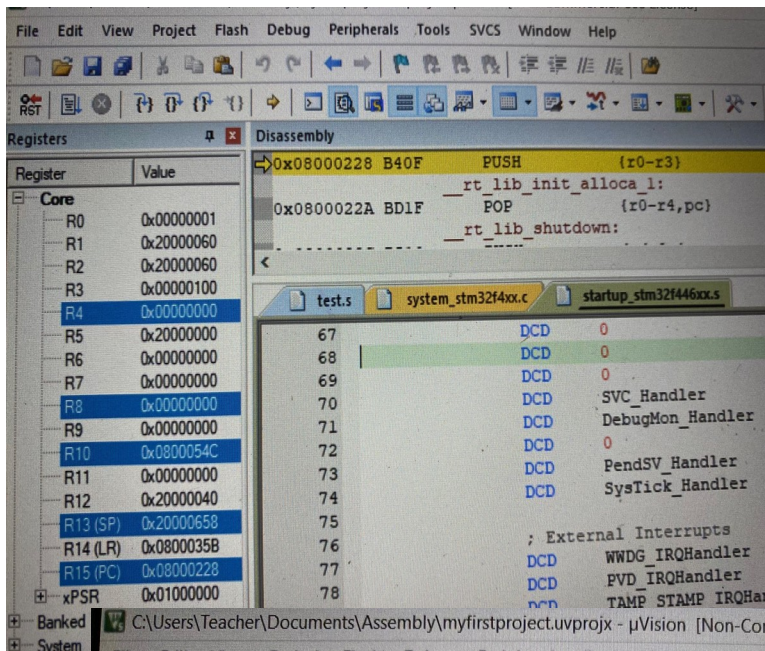 File Edit View Project Flash Debug Peripherals Tools SVCS Window Help
RST
Registers
Register Value
Core
R0 0x00000001
R1 0x20000060
R2 0x20000060
R3 0x00000100
R4 0x00000000
R5 0x20000000
R6 0x00000000
R7 0x00000000
R8 0x00000000
R9 0x00000000
R10 0x0800054C
R11 0x00000000
R12 0x20000040
R13 (SP) 0x20000658
R14 (LR) 0x0800035B
R15 (PC) 0x08000228
xPSR 0x01000000
Banked
System
Disassembly
0x08000228 B40F PUSH {r0-r3}
__rt_lib_init_alloca_1:
0x0800022A BD1F POP {r0-r4,pc}
__rt_lib_shutdown:
test.s system_stm32f4xx.c startup_stm32f446xx.s
67 DCD 0
68 DCD 0
69 DCD 0
70 DCD SVC_Handler
71 DCD DebugMon_Handler
72 DCD 0
73 DCD PendSV_Handler
74 DCD SysTick_Handler
75
76 ; External Interrupts
77 DCD WWDG_IRQHandler
78 DCD PVD_IRQHandler
DCD TAMP_STAMP_IRQHan
C:\Users\Teacher\Documents\Assembly\myfirstproject.uvprojx - µVision [Non-Co